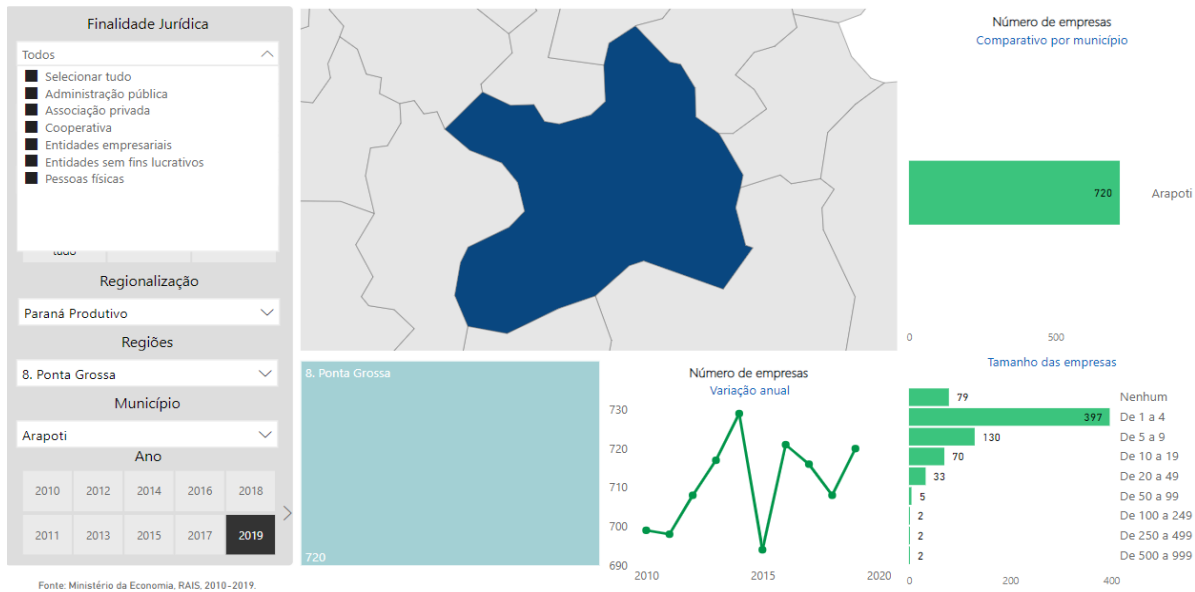 Finalidade Jurídica
Todos
Selecionar tudo
Administração pública
Associação privada
Cooperativa
Entidades empresariais
Entidades sem fins lucrativos
Pessoas físicas
tudo
Regionalização
Paraná Produtivo
Regiões
8. Ponta Grossa
Município
Arapoti
Ano
2010 2012 2014 2016 2018
2011 2013 2015 2017 2019
Fonte: Ministério da Economia, RAIS, 2010-2019.
8. Ponta Grossa
720
Número de empresas
Variação anual
730
720
710
700
690
2010 2015 2020
Número de empresas
Comparativo por município
720 Arapoti
0 500
Tamanho das empresas
79 Nenhum
397 De 1 a 4
130 De 5 a 9
70 De 10 a 19
33 De 20 a 49
5 De 50 a 99
2 De 100 a 249
2 De 250 a 499
2 De 500 a 999
0 200 400